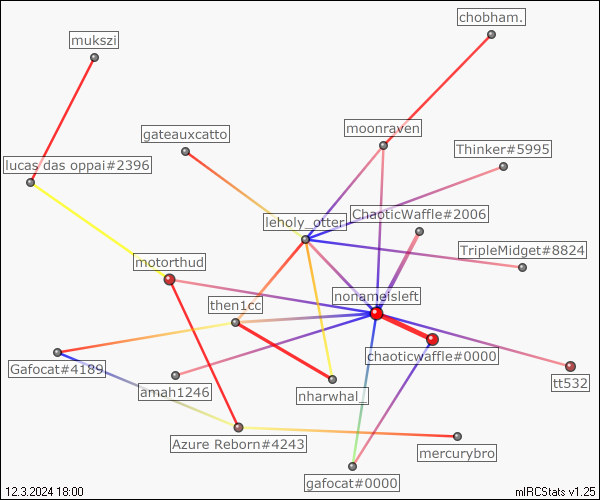 chobham.
mukszi
gateauxcatto
moonraven
Thinker#5995
lucas das oppai#2396
ChaoticWaffle#2006
leholy_otter
TripleMidget#8824
motorthud
nonameisleft
then1cc
chaoticwaffle#0000
Gafocat#4189
amah1246
nharwhal_
tt532
Azure Reborn#4243
mercurybro
gafocat#0000
12.3.2024 18:00
mIRCStats v1.25